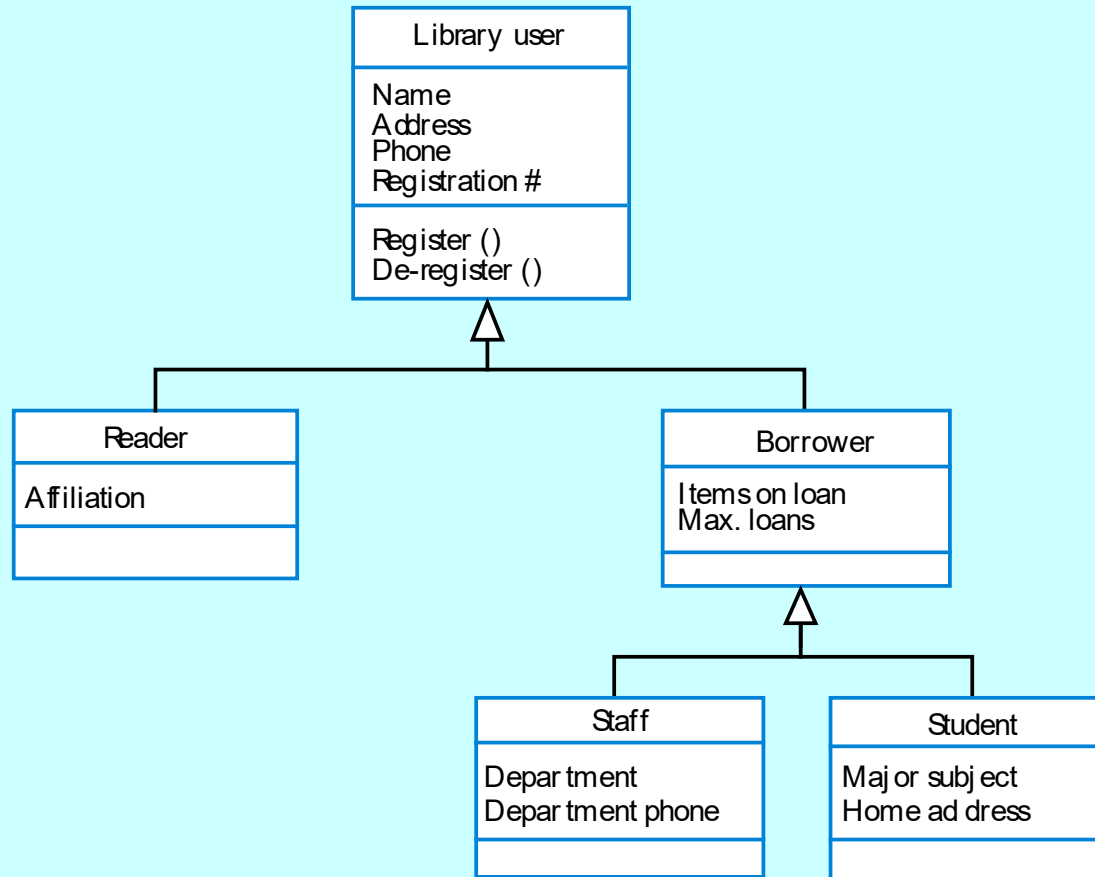 Library user
Name
Address
Phone
Registration #
Register ()
De-register ()
Reader
Affiliation
Borrower
Items on loan
Max. loans
Staff
Department
Department phone
Student
Major subject
Home address